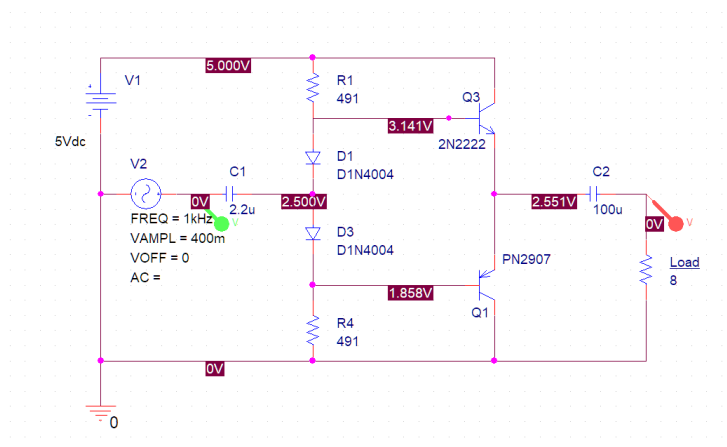 5.000V
V1
R1
491
Q3
+
-
5Vdc
3.141V
2N2222
V2
D1
D1N4004
C1
C2
0V
2.2u
2.500V
2.551V
100u
V
0V
V
FREQ = 1kHz
VAMPL = 400m
VOFF = 0
AC =
D3
D1N4004
PN2907
Load
8
1.858V
Q1
R4
491
0V
0